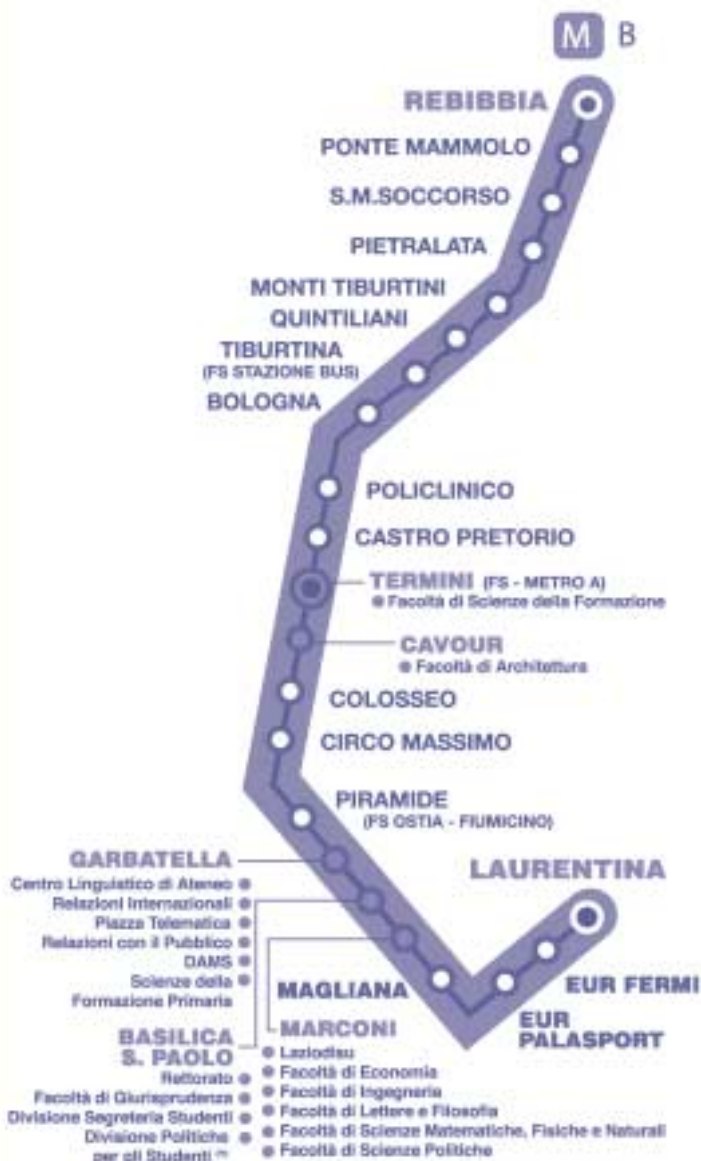 M B
REBIBBIA
PONTE MAMMOLO
S.M.SOCCORSO
PIETRALATA
MONTI TIBURTINI
QUINTILIANI
TIBURTINA
(FS STAZIONE BUS)
BOLOGNA
POLICLINICO
CASTRO PRETORIO
TERMINI (FS - METRO A)
Facoltà di Scienze della Formazione
CAVOUR
Facoltà di Architettura
COLOSSEO
CIRCO MASSIMO
PIRAMIDE
(FS OSTIA - FIUMICINO)
GARBATELLA
Centro Linguistico di Ateneo
Relazioni Internazionali
Piazza Telematica
Relazioni con il Pubblico
DAMS
Scienze della
Formazione Primaria
BASILICA
S. PAOLO
Rettorato
Facoltà di Giurisprudenza
Divisione Segreteria Studenti
Divisione Politiche
per gli Studenti
MARCONI
Laziodisu
Facoltà di Economia
Facoltà di Ingegneria
Facoltà di Lettere e Filosofia
Facoltà di Scienze Matematiche, Fisiche e Naturali
Facoltà di Scienze Politiche
MAGLIANA
EUR
PALASPORT
EUR FERMI
LAURENTINA